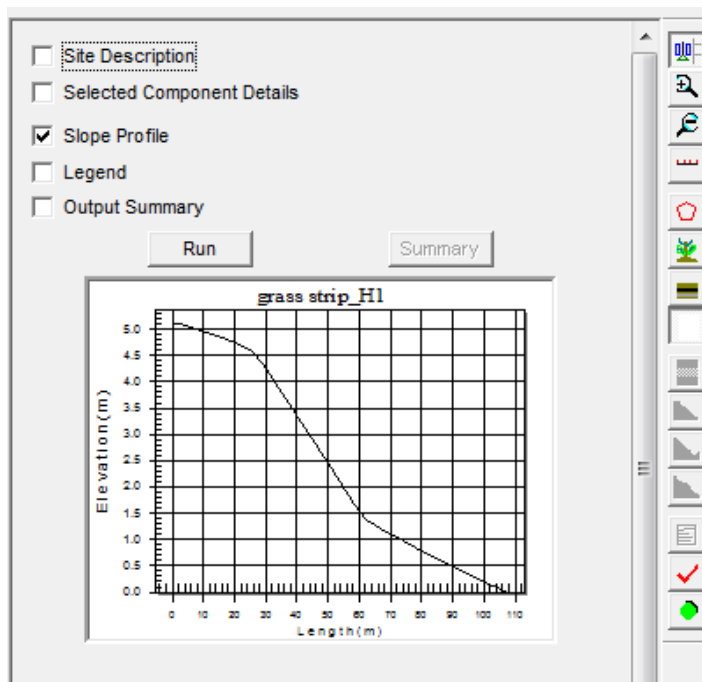 Site Description
Selected Component Details
Slope Profile
Legend
Output Summary
Run Summary
grass strip_H1
5.0
4.5
4.0
3.5
3.0
2.5
2.0
1.5
1.0
0.5
0.0
Elevation(m)
0 10 20 30 40 50 60 70 80 90 100 110
Length(m)